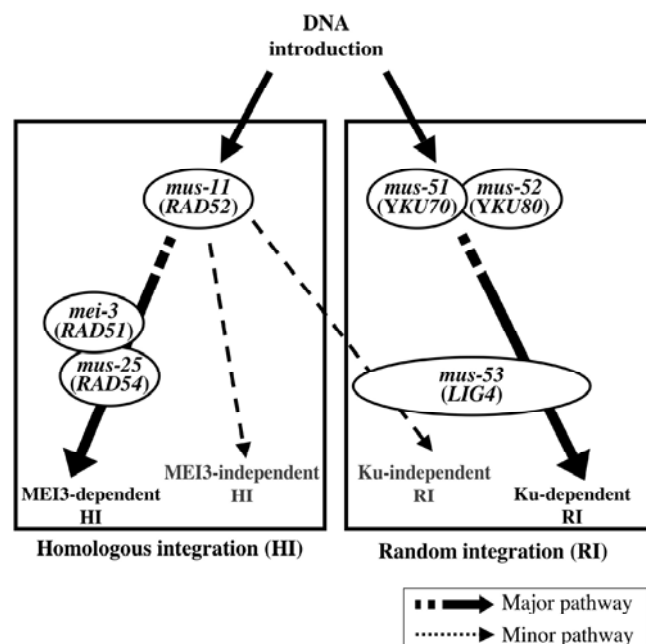 DNA
introduction
mus-11
(RAD52)
mus-51
(YKU70)
mus-52
(YKU80)
mei-3
(RAD51)
mus-25
(RAD54)
mus-53
(LIG4)
MEI3-dependent
HI
MEI3-independent
HI
Ku-independent
RI
Ku-dependent
RI
Homologous integration (HI)
Random integration (RI)
Major pathway
Minor pathway